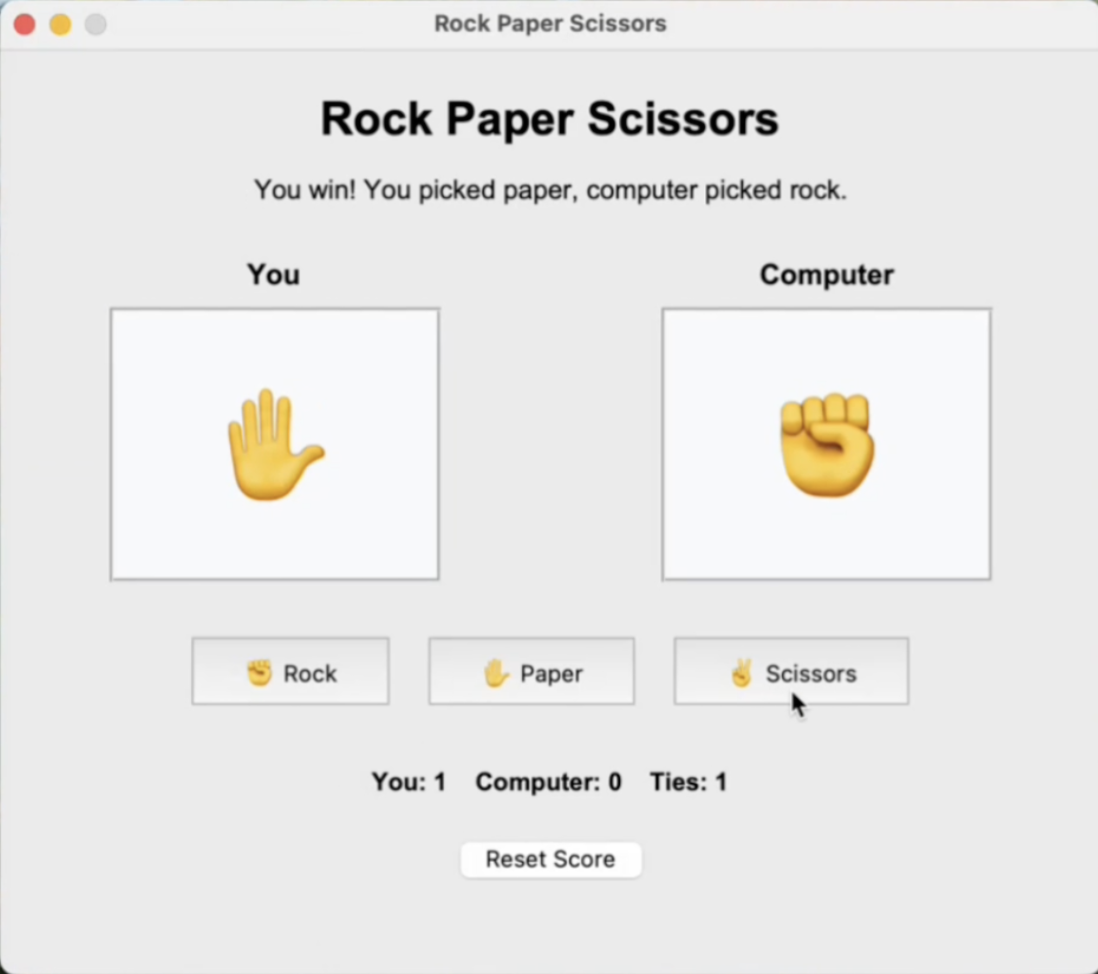 Rock Paper Scissors
Rock Paper Scissors
You win! You picked paper, computer picked rock.
You Computer
Rock Paper Scissors
You: 1 Computer: 0 Ties: 1
Reset Score